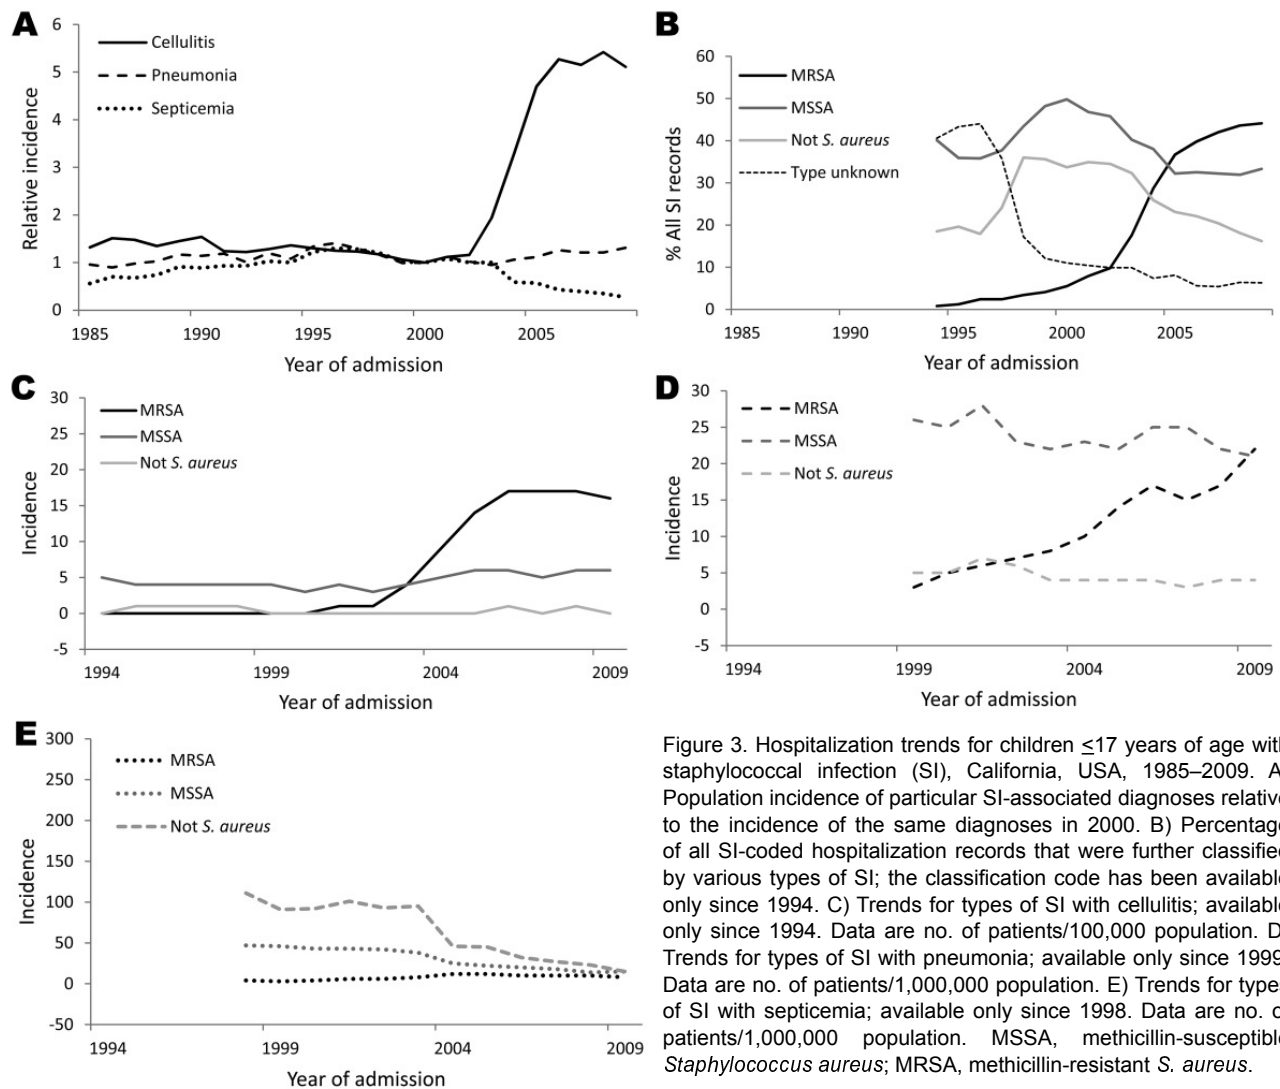 A
6
5
4
3
2
1
0
Relative incidence
Cellulitis
Pneumonia
Septicemia
1985 1990 1995 2000 2005
Year of admission
B
60
50
40
30
20
10
0
% All SI records
MRSA
MSSA
Not S. aureus
Type unknown
1985 1990 1995 2000 2005
Year of admission
C
30
25
20
15
10
5
0
-5
Incidence
MRSA
MSSA
Not S. aureus
1994 1999 2004 2009
Year of admission
D
30
25
20
15
10
5
0
-5
Incidence
MRSA
MSSA
Not S. aureus
1994 1999 2004 2009
Year of admission
E
300
250
200
150
100
50
0
-50
Incidence
MRSA
MSSA
Not S. aureus
1994 1999 2004 2009
Year of admission
Figure 3. Hospitalization trends for children ≤17 years of age with
staphylococcal infection (SI), California, USA, 1985–2009. A
Population incidence of particular SI-associated diagnoses relative
to the incidence of the same diagnoses in 2000. B) Percentage
of all SI-coded hospitalization records that were further classified
by various types of SI; the classification code has been available
only since 1994. C) Trends for types of SI with cellulitis; available
only since 1994. Data are no. of patients/100,000 population. D
Trends for types of SI with pneumonia; available only since 1999
Data are no. of patients/1,000,000 population. E) Trends for types
of SI with septicemia; available only since 1998. Data are no. of
patients/1,000,000 population. MSSA, methicillin-susceptible
Staphylococcus aureus; MRSA, methicillin-resistant S. aureus.